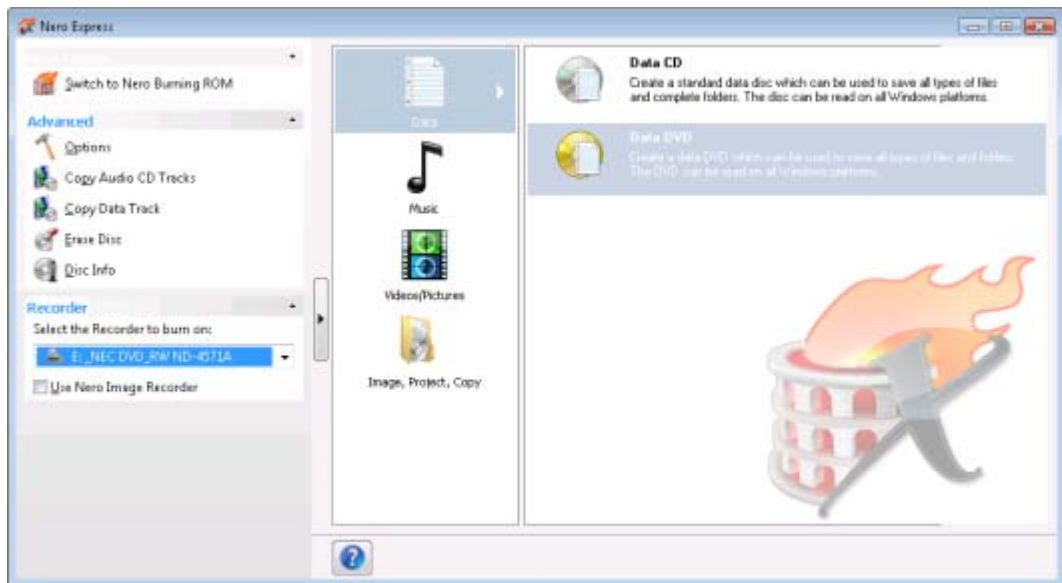 Nero Express
Switch to Nero Burning ROM
Advanced
Options
Copy Audio CD Tracks
Copy Data Track
Erase Disc
Disc Info
Recorder
Select the Recorder to burn on:
E: _NEC DVD_RW ND-4571A
Use Nero Image Recorder
Data
Music
Videos/Pictures
Image, Project, Copy
Data CD
Create a standard data disc which can be used to save all types of files
and complete folders. The disc can be read on all Windows platforms.
Data DVD
Create a data DVD which can be used to save all types of files and folders.
The DVD can be read on all Windows platforms.